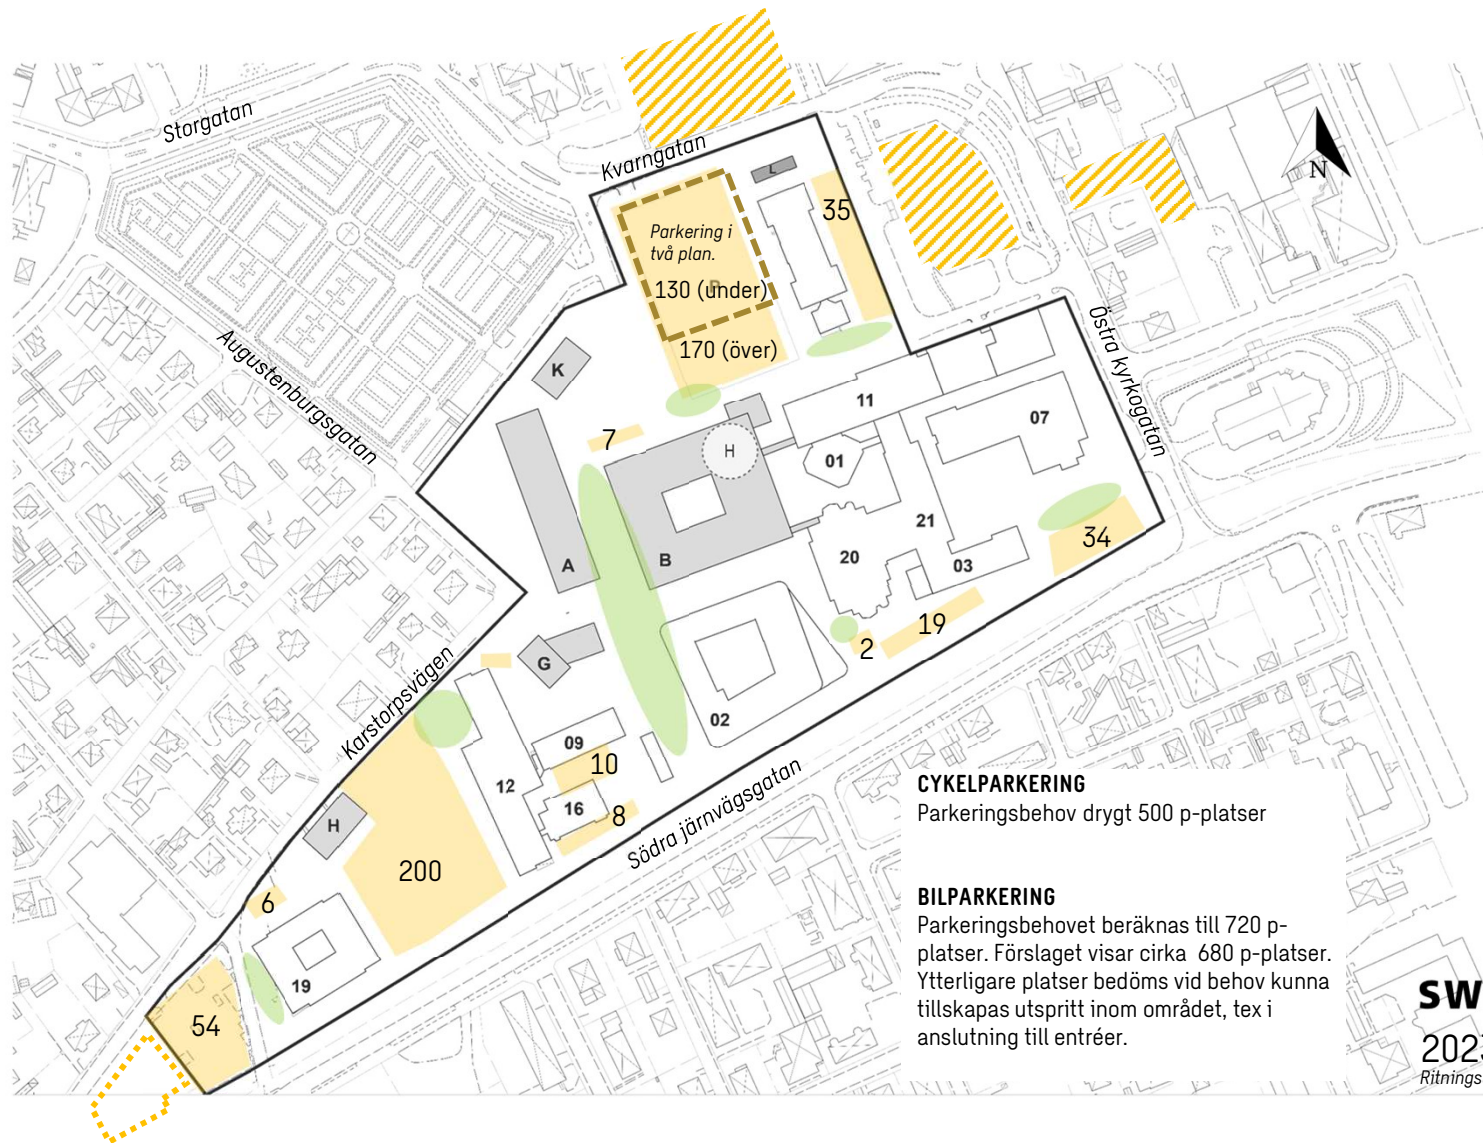 Storgatan
Kvarngatan
L
N
35
Parkering i
två plan.
130 (under)
170 (över)
Augustenburgsgatan
Östra kyrkogatan
K
11
07
7
H
01
21
A
B
20
03
34
19
2
G
Karstorpsvägen
02
09
10
12
16
8
Södra järnvägsgatan
H
200
6
19
54
CYKELPARKERING
Parkeringsbehov drygt 500 p-platser
BILPARKERING
Parkeringsbehovet beräknas till 720 p-
platser. Förslaget visar cirka 680 p-platser.
Ytterligare platser bedöms vid behov kunna
tillskapas utspritt inom området, tex i
anslutning till entréer.
SW
202
Ritnings